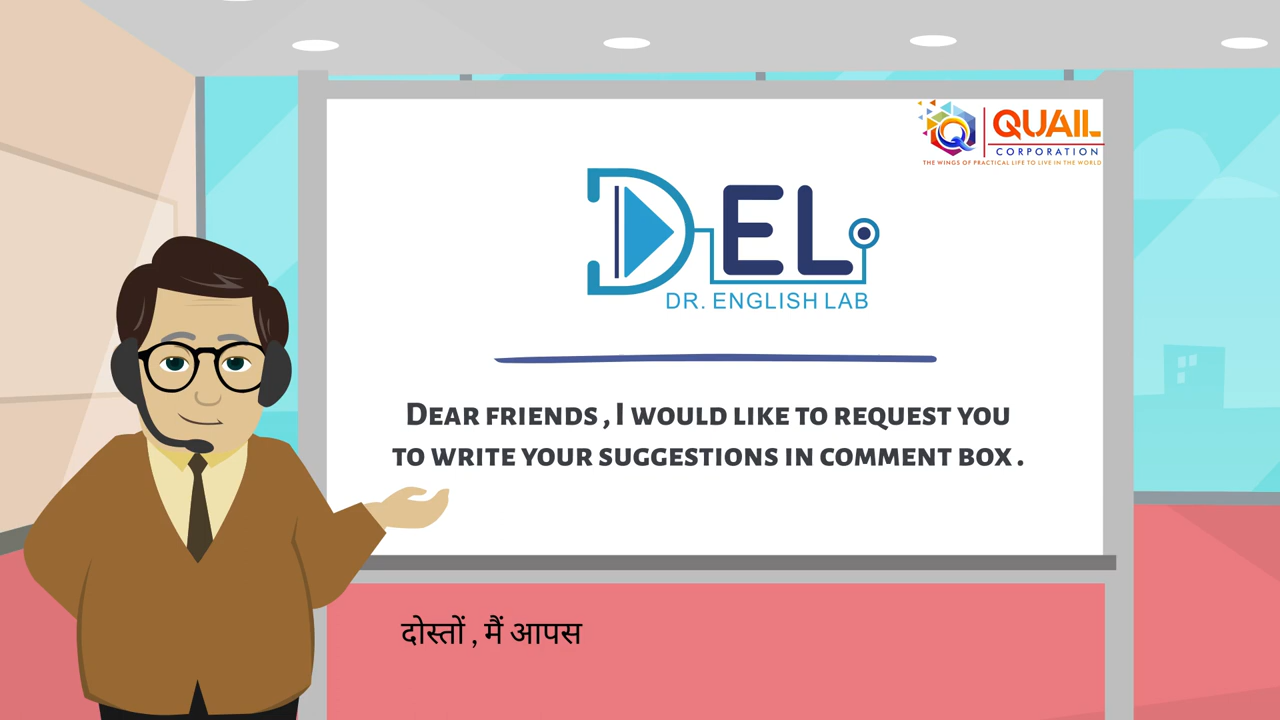 QUAIL
CORPORATION
THE WINGS OF PRACTICAL LIFE TO LIVE IN THE WORLD
DEL
DR. ENGLISH LAB
Dear friends , I would like to request you
to write your suggestions in comment box .
दोस्तों , मैं आपस